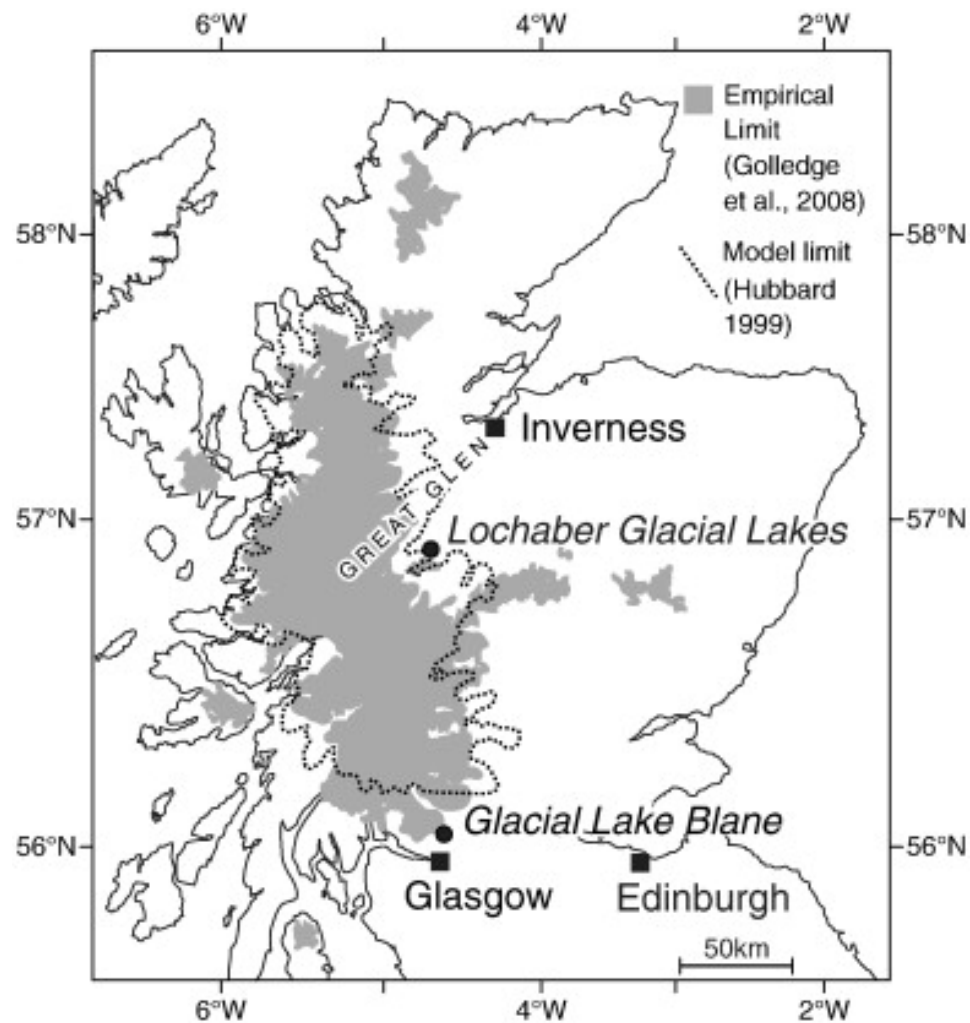 6°W 4°W 2°W
Empirical
Limit
(Golledge
et al., 2008)
58°N 58°N
Model limit
(Hubbard
1999)
Inverness
GREAT GLEN
57°N 57°N
Lochaber Glacial Lakes
Glacial Lake Blane
56°N 56°N
Glasgow Edinburgh
50km
6°W 4°W 2°W